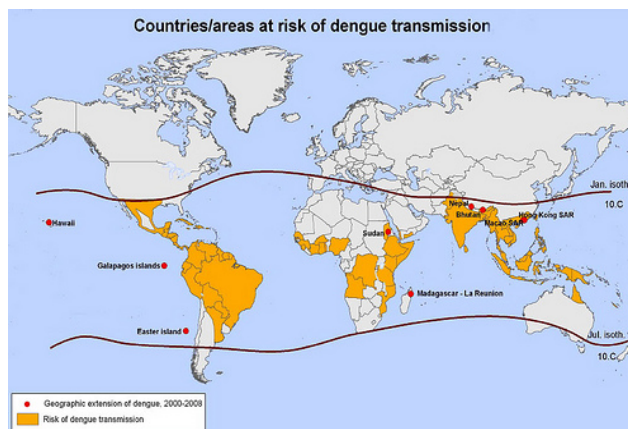 Countries/areas at risk of dengue transmission
Jan. isoth.
10.C
Nepal
Bhutan
Hong Kong SAR
Macao SAR
Hawaii
Sudan
Galapagos islands
Madagascar - La Reunion
Easter island
Jul. isoth.
10.C
Geographic extension of dengue, 2000-2008
Risk of dengue transmission